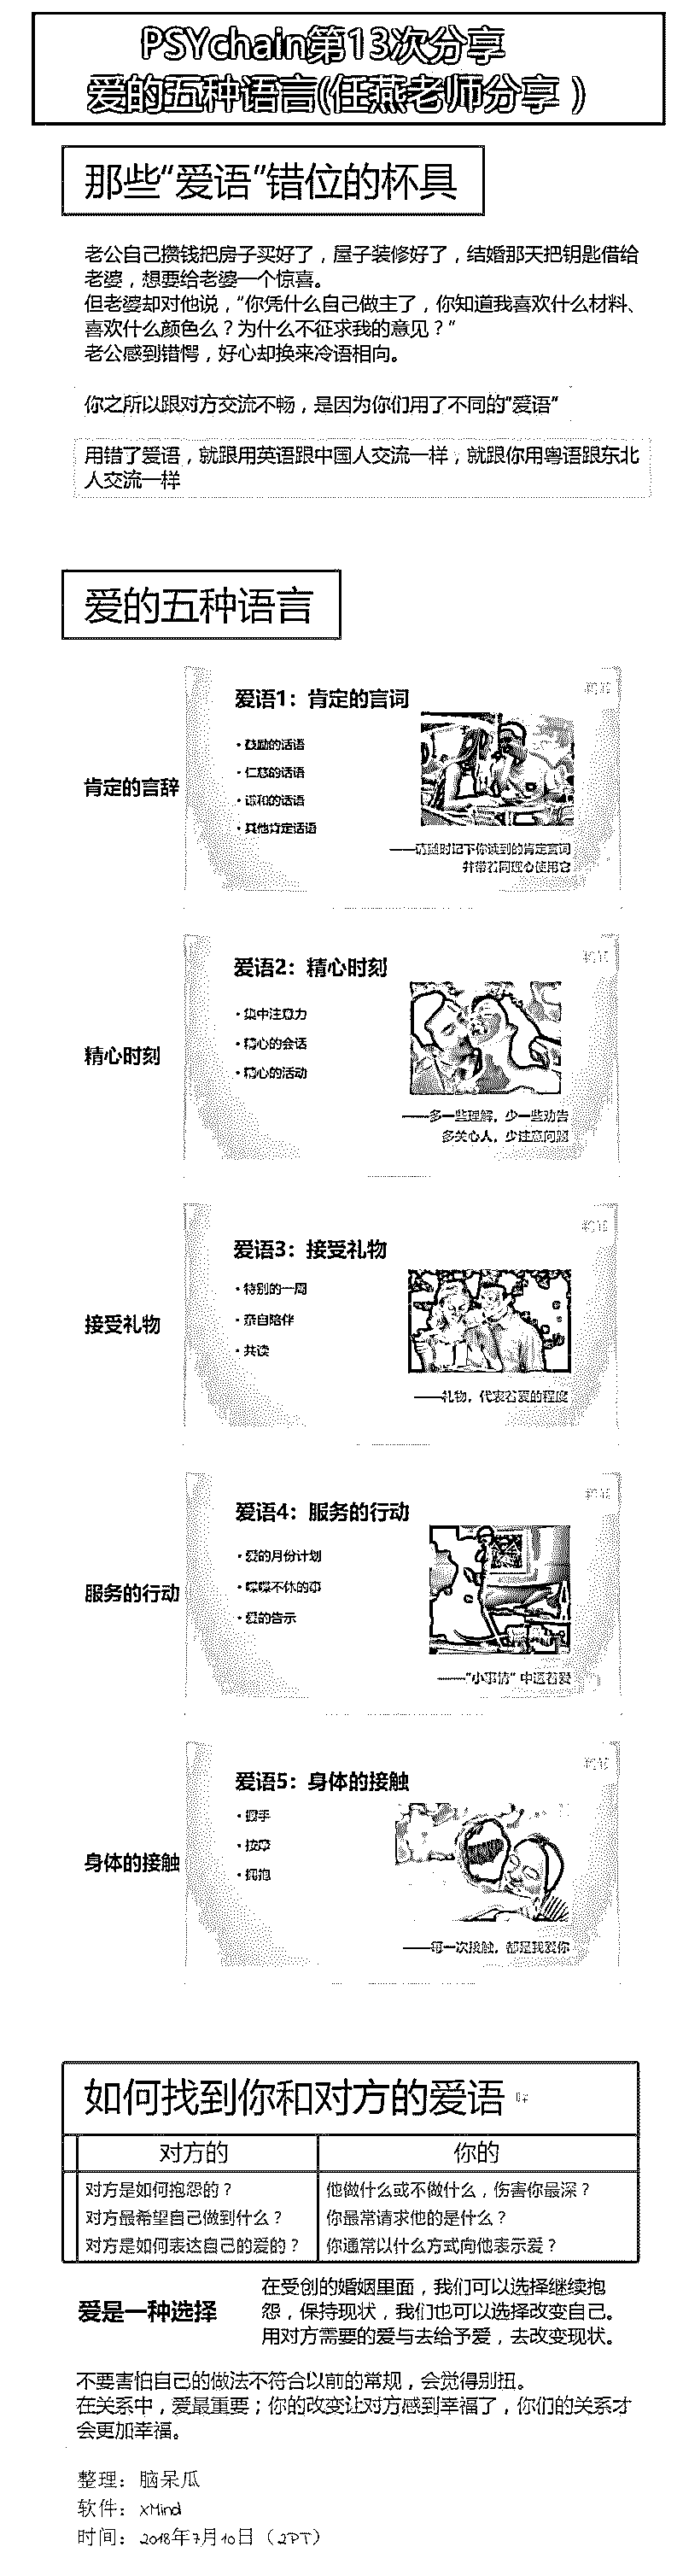 PSYchain第13次分享
爱的五种语言(任燕老师分享）
那些“爱语”错位的杯具
老公自己攒钱把房子买好了，屋子装修好了，结婚那天把钥匙借给
老婆，想要给老婆一个惊喜。
但老婆却对他说，“你凭什么自己做主了，你知道我喜欢什么材料、
喜欢什么颜色么？为什么不征求我的意见？”
老公感到错愕，好心却换来冷语相向。
你之所以跟对方交流不畅，是因为你们用了不同的“爱语”
用错了爱语，就跟用英语跟中国人交流一样，就跟你用粤语跟东北
人交流一样
爱的五种语言
肯定的言辞
爱语1：肯定的言词
• 鼓励的话语
• 仁慈的话语
• 谦和的话语
• 其他肯定话语
——请随时记下你读到的肯定言词
并带着同理心使用它
精心时刻
爱语2：精心时刻
• 集中注意力
• 精心的会话
• 精心的活动
——多一些理解，少一些劝告
多关心人，少注意问题
接受礼物
爱语3：接受礼物
• 特别的一周
• 亲自陪伴
• 共读
——礼物，代表着爱的程度
服务的行动
爱语4：服务的行动
• 爱的月份计划
• 喋喋不休的事
• 爱的告示
——“小事情” 中透着爱
身体的接触
爱语5：身体的接触
• 握手
• 按摩
• 拥抱
——每一次接触，都是我爱你
如何找到你和对方的爱语
对方的 你的
对方是如何抱怨的？ 他做什么或不做什么，伤害你最深？
对方最希望自己做到什么？ 你最常请求他的是什么？
对方是如何表达自己的爱的？ 你通常以什么方式向他表示爱？
爱是一种选择
在受创的婚姻里面，我们可以选择继续抱
怨，保持现状，我们也可以选择改变自己。
用对方需要的爱与去给予爱，去改变现状。
不要害怕自己的做法不符合以前的常规，会觉得别扭。
在关系中，爱最重要；你的改变让对方感到幸福了，你们的关系才
会更加幸福。
整理：脑呆瓜
软件：XMind
时间：2018年7月10日（2PT）